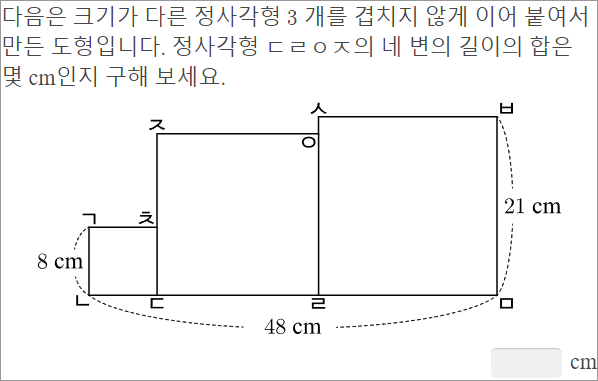 다음은 크기가 다른 정사각형 3 개를 겹치지 않게 이어 붙여서
만든 도형입니다. 정사각형 ㄷㄹㅇㅈ의 네 변의 길이의 합은
몇 cm인지 구해 보세요.
ㅅ
ㅂ
ㅈ
ㅇ
ㄱ
ㅊ
21 cm
8 cm
ㄴ
ㄷ
ㄹ
ㅁ
48 cm
cm